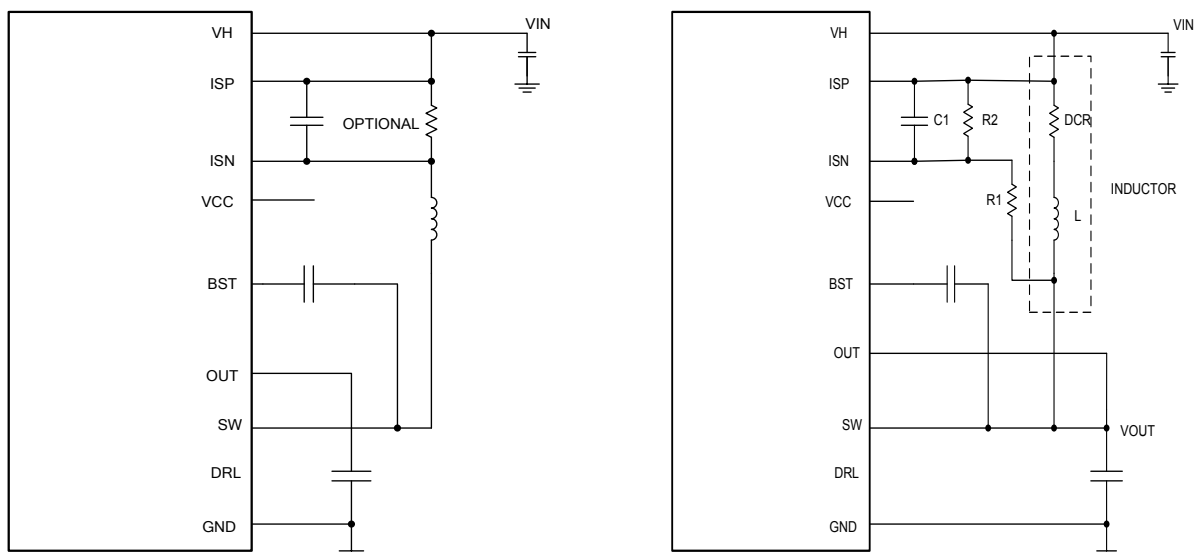 VH
VIN
ISP
OPTIONAL
ISN
VCC
BST
OUT
SW
DRL
GND
VH
VIN
ISP
C1
R2
DCR
ISN
VCC
R1
INDUCTOR
L
BST
OUT
SW
VOUT
DRL
GND